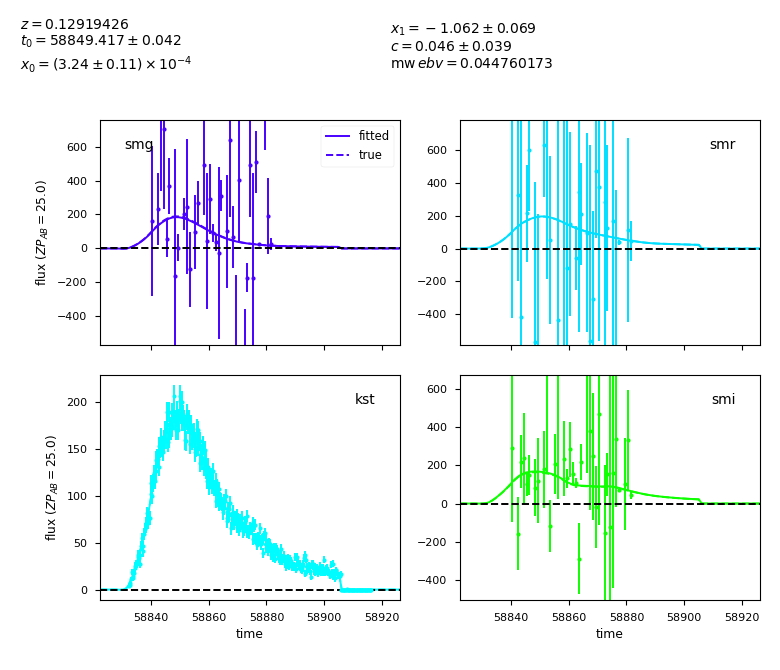 z = 0.12919426
t₀ = 58849.417 ± 0.042
x₀ = (3.24 ± 0.11) × 10⁻⁴
x₁ = −1.062 ± 0.069
c = 0.046 ± 0.039
mw ebv = 0.044760173
smg
fitted
true
600
400
200
0
−200
−400
flux (ZP_AB = 25.0)
smr
600
400
200
0
−200
−400
kst
200
150
100
50
0
flux (ZP_AB = 25.0)
58840 58860 58880 58900 58920
time
smi
600
400
200
0
−200
−400
58840 58860 58880 58900 58920
time